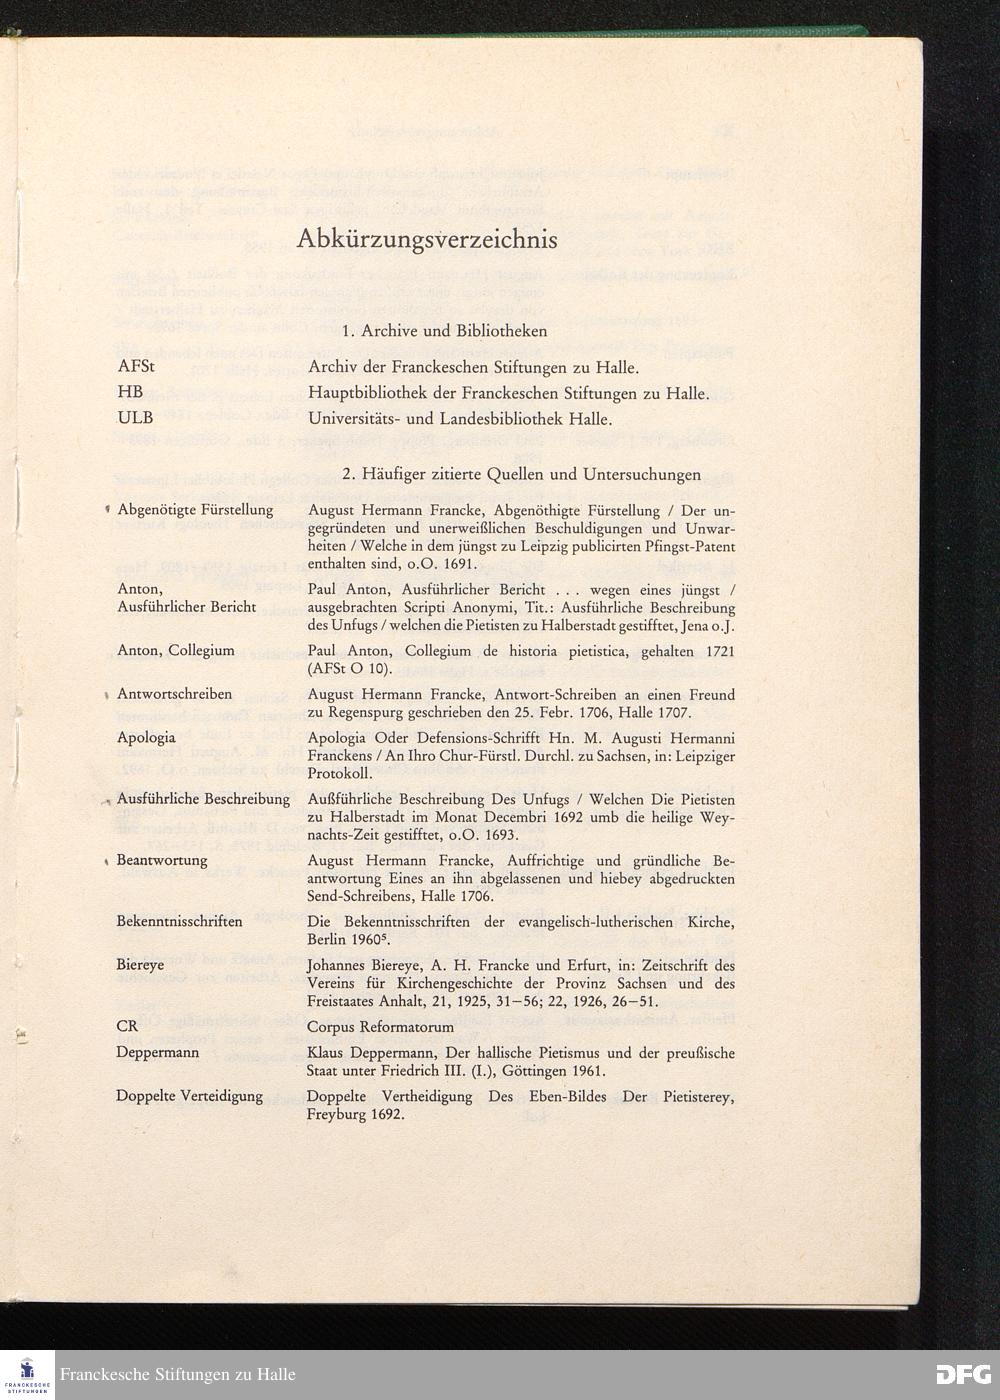 Abkürzungsverzeichnis
1. Archive und Bibliotheken
AFSt Archiv der Franckeschen Stiftungen zu Halle.
HB Hauptbibliothek der Franckeschen Stiftungen zu Halle.
ULB Universitäts- und Landesbibliothek Halle.
2. Häufiger zitierte Quellen und Untersuchungen
Abgenötigte Fürstellung August Hermann Francke, Abgenöthigte Fürstellung / Der un-
gegründeten und unerweißlichen Beschuldigungen und Unwar-
heiten / Welche in dem jüngst zu Leipzig publicirten Pfingst-Patent
enthalten sind, o.O. 1691.
Anton, Paul Anton, Ausführlicher Bericht . . . wegen eines jüngst /
Ausführlicher Bericht ausgebrachten Scripti Anonymi, Tit.: Ausführliche Beschreibung
des Unfugs / welchen die Pietisten zu Halberstadt gestifftet, Jena o.J.
Anton, Collegium Paul Anton, Collegium de historia pietistica, gehalten 1721
(AFSt O 10).
Antwortschreiben August Hermann Francke, Antwort-Schreiben an einen Freund
zu Regenspurg geschrieben den 25. Febr. 1706, Halle 1707.
Apologia Apologia Oder Defensions-Schrifft Hn. M. Augusti Hermanni
Franckens / An Ihro Chur-Fürstl. Durchl. zu Sachsen, in: Leipziger
Protokoll.
Ausführliche Beschreibung Außführliche Beschreibung Des Unfugs / Welchen Die Pietisten
zu Halberstadt im Monat Decembri 1692 umb die heilige Wey-
nachts-Zeit gestifftet, o.O. 1693.
Beantwortung August Hermann Francke, Auffrichtige und gründliche Be-
antwortung Eines an ihn abgelassenen und hiebey abgedruckten
Send-Schreibens, Halle 1706.
Bekenntnisschriften Die Bekenntnisschriften der evangelisch-lutherischen Kirche,
Berlin 1960⁵.
Biereye Johannes Biereye, A. H. Francke und Erfurt, in: Zeitschrift des
Vereins für Kirchengeschichte der Provinz Sachsen und des
Freistaates Anhalt, 21, 1925, 31–56; 22, 1926, 26–51.
CR Corpus Reformatorum
Deppermann Klaus Deppermann, Der hallische Pietismus und der preußische
Staat unter Friedrich III. (I.), Göttingen 1961.
Doppelte Verteidigung Doppelte Vertheidigung Des Eben-Bildes Der Pietisterey,
Freyburg 1692.
FRANCKESCHE
STIFTUNGEN
Franckesche Stiftungen zu Halle
DFG